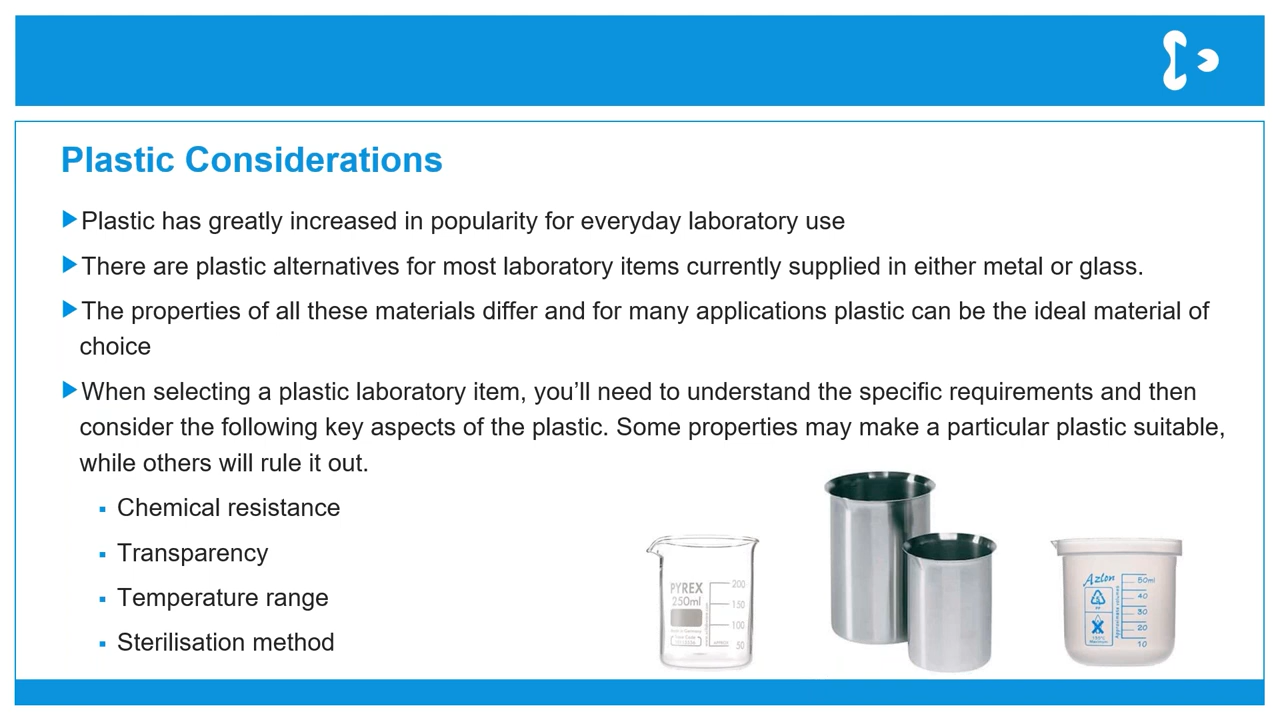 Plastic Considerations
Plastic has greatly increased in popularity for everyday laboratory use
There are plastic alternatives for most laboratory items currently supplied in either metal or glass.
The properties of all these materials differ and for many applications plastic can be the ideal material of
choice
When selecting a plastic laboratory item, you’ll need to understand the specific requirements and then
consider the following key aspects of the plastic. Some properties may make a particular plastic suitable,
while others will rule it out.
Chemical resistance
Transparency
Temperature range
Sterilisation method
PYREX
250ml
200
150
100
50
Azlon
50ml
40
30
20
10